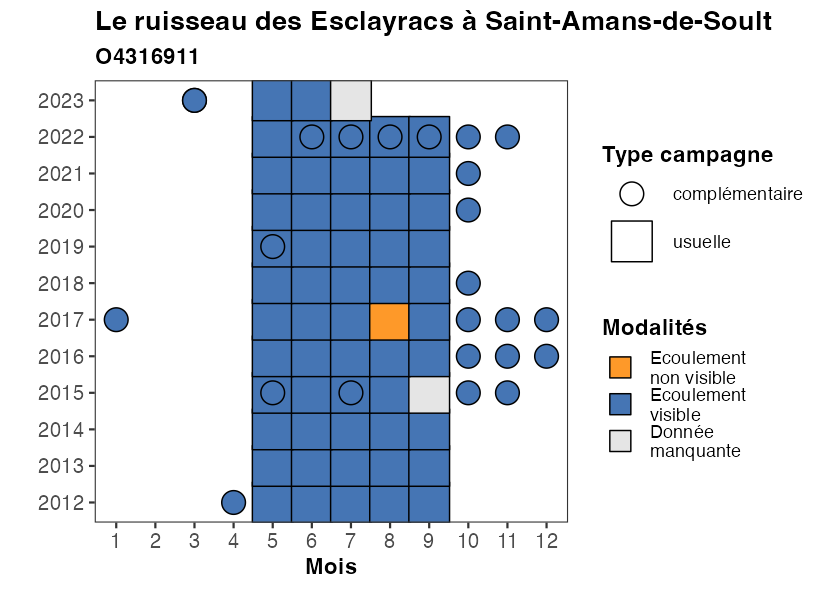 Le ruisseau des Esclayracs à Saint-Amans-de-Soult
O4316911
2023
2022
2021
2020
2019
2018
2017
2016
2015
2014
2013
2012
1 2 3 4 5 6 7 8 9 10 11 12
Mois
Type campagne
complémentaire
usuelle
Modalités
Ecoulement
non visible
Ecoulement
visible
Donnée
manquante